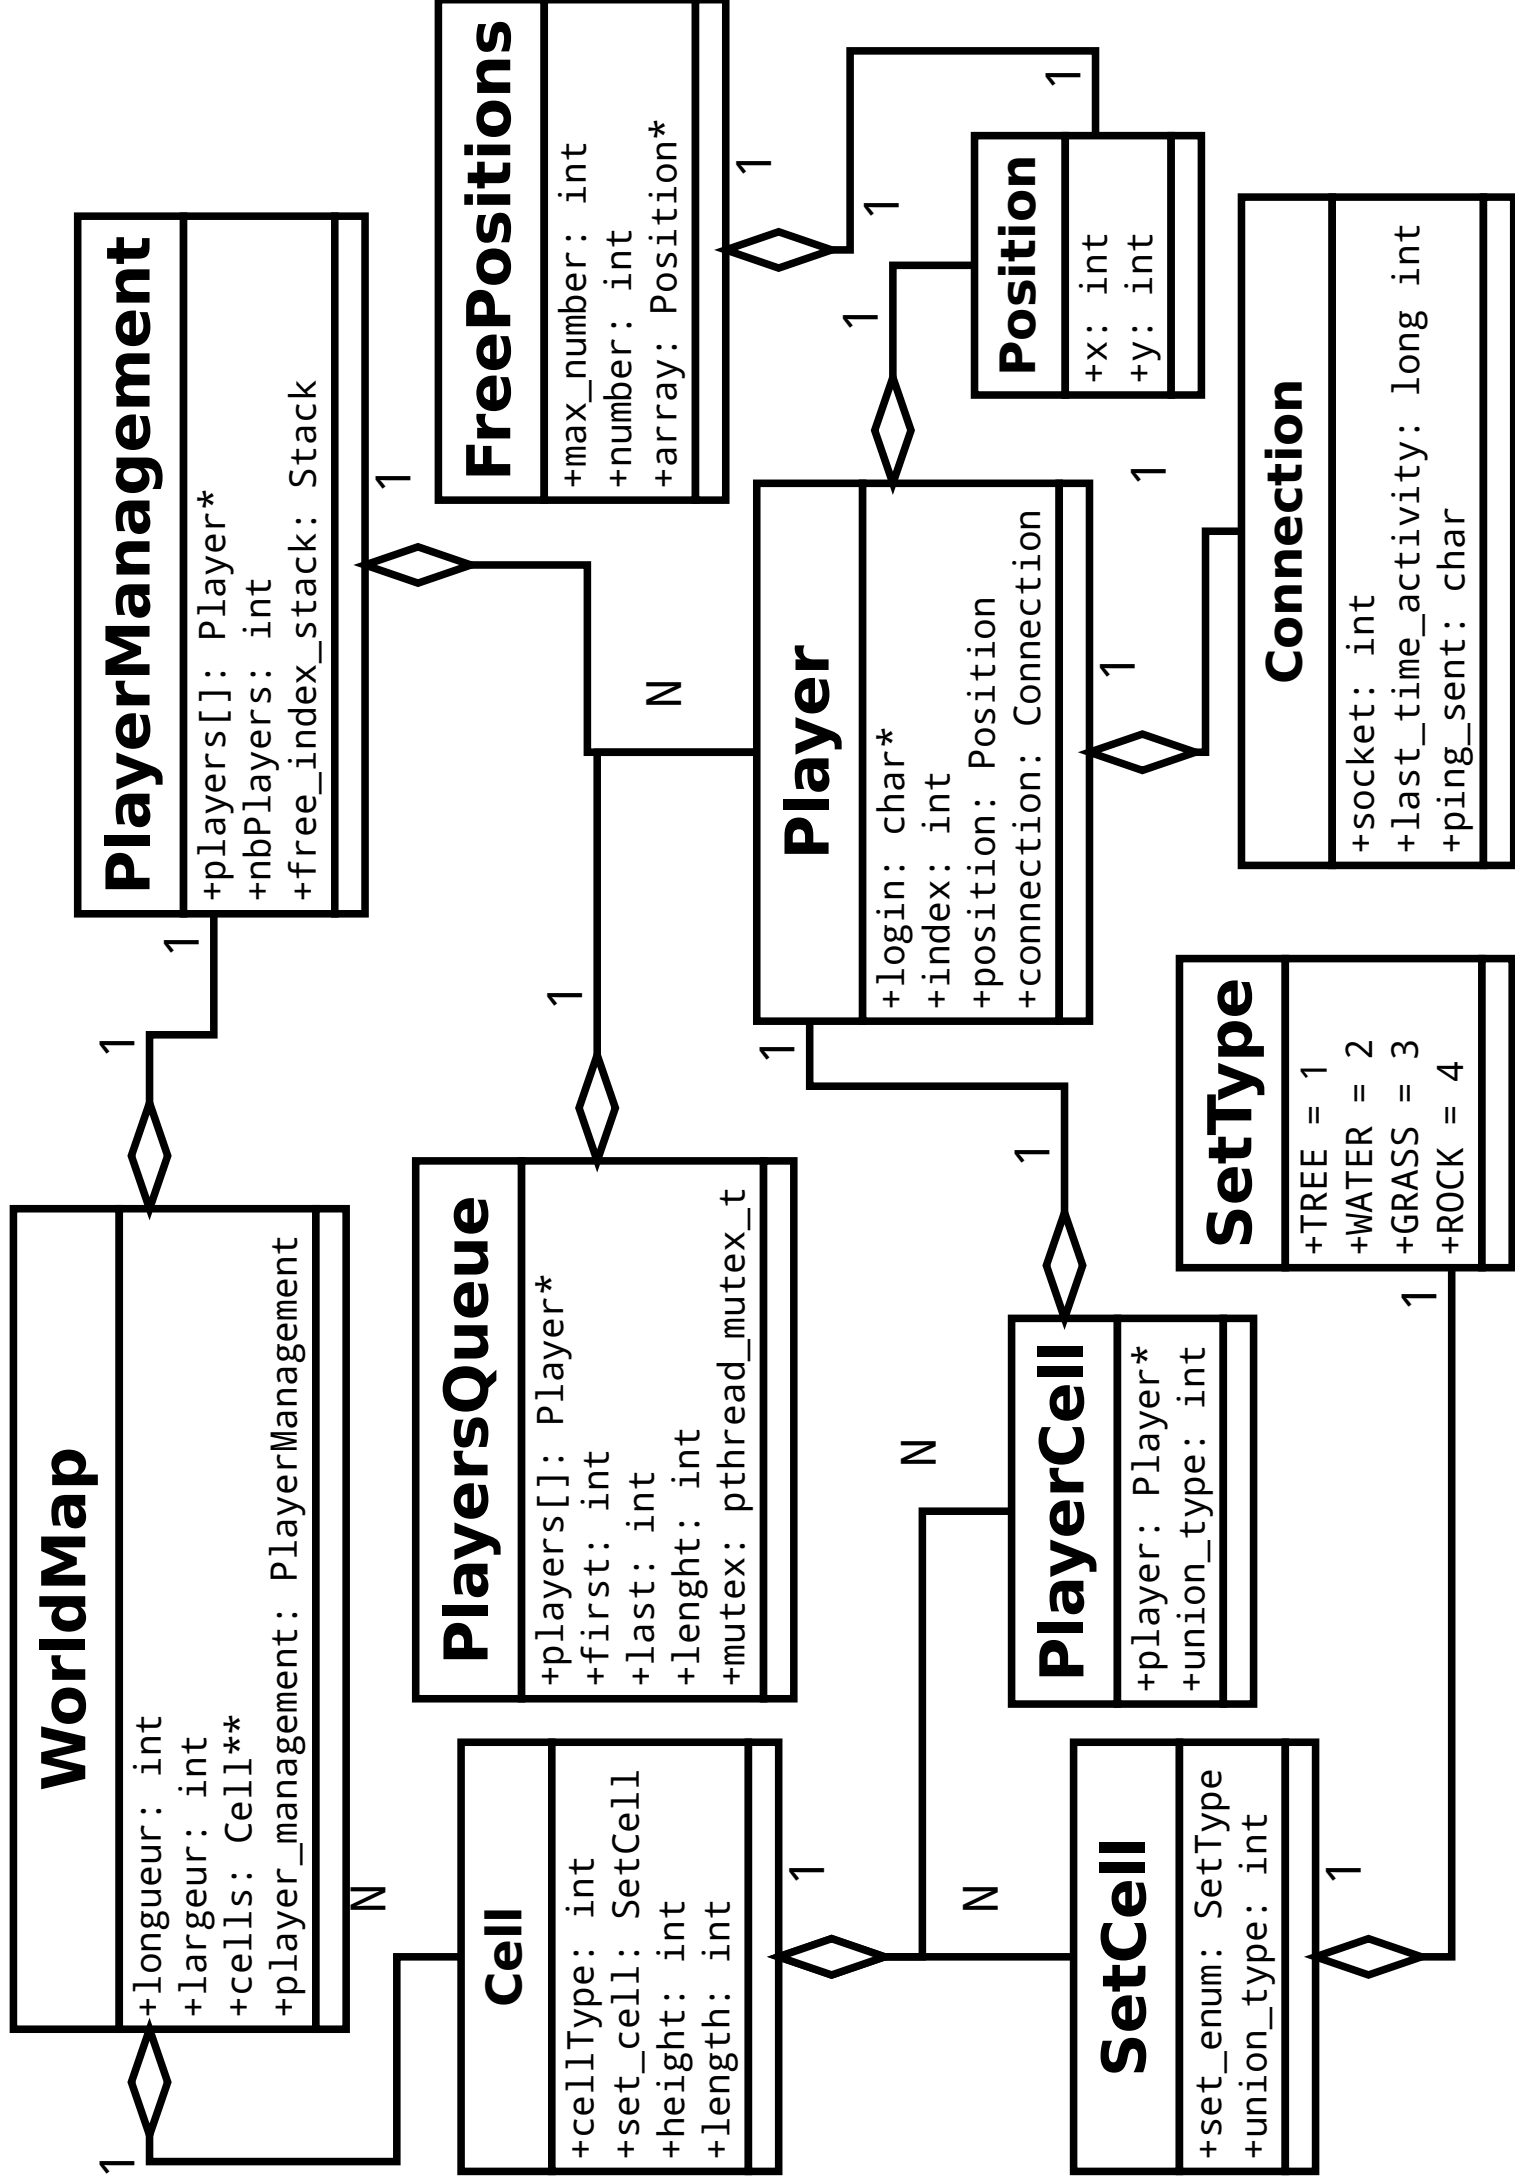 WorldMap
+longueur: int
+largeur: int
+cells: Cell**
+player_management: PlayerManagement
1
N
1
1
PlayerManagement
+players[]: Player*
+nbPlayers: int
+free_index_stack: Stack
1
N
Cell
+cellType: int
+set_cell: SetCell
+height: int
+length: int
1
N
N
PlayersQueue
+players[]: Player*
+first: int
+last: int
+lenght: int
+mutex: pthread_mutex_t
1
FreePositions
+max_number: int
+number: int
+array: Position*
1
1
1
Player
+login: char*
+index: int
+position: Position
+connection: Connection
1
1
1
1
1
Position
+x: int
+y: int
SetCell
+set_enum: SetType
+union_type: int
1
1
PlayerCell
+player: Player*
+union_type: int
SetType
+TREE = 1
+WATER = 2
+GRASS = 3
+ROCK = 4
Connection
+socket: int
+last_time_activity: long int
+ping_sent: char